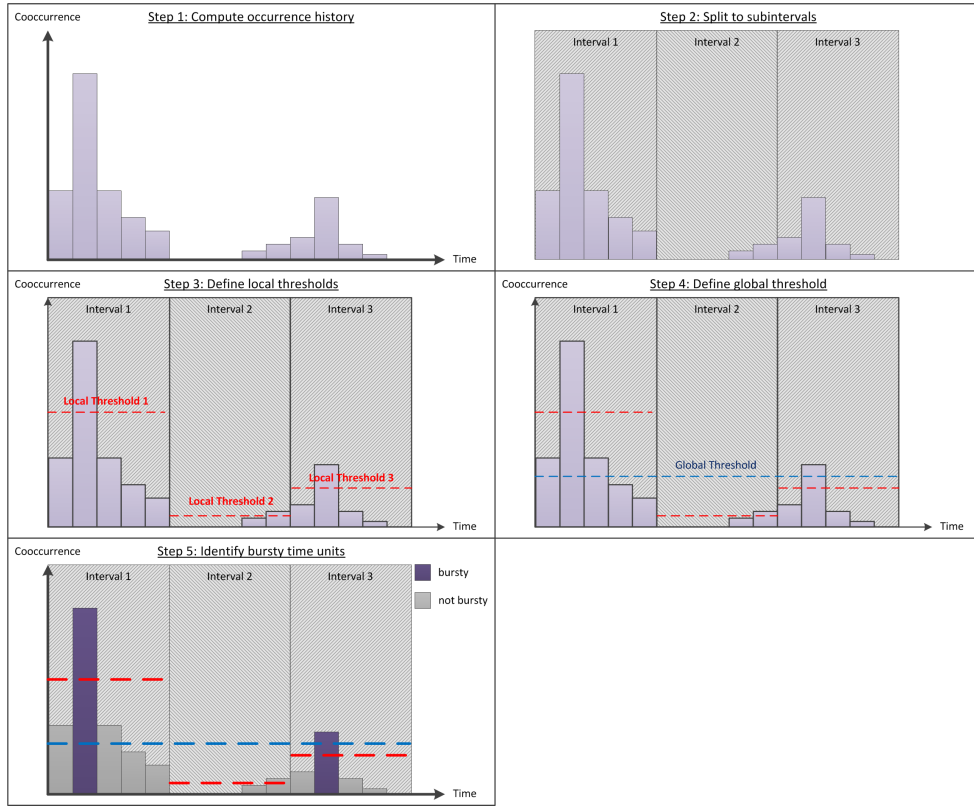 Cooccurrence
Step 1: Compute occurrence history
Time
Step 2: Split to subintervals
Interval 1
Interval 2
Interval 3
Cooccurrence
Step 3: Define local thresholds
Interval 1
Interval 2
Interval 3
Local Threshold 1
Local Threshold 3
Local Threshold 2
Time
Cooccurrence
Step 4: Define global threshold
Interval 1
Interval 2
Interval 3
Global Threshold
Time
Cooccurrence
Step 5: Identify bursty time units
Interval 1
Interval 2
Interval 3
bursty
not bursty
Time